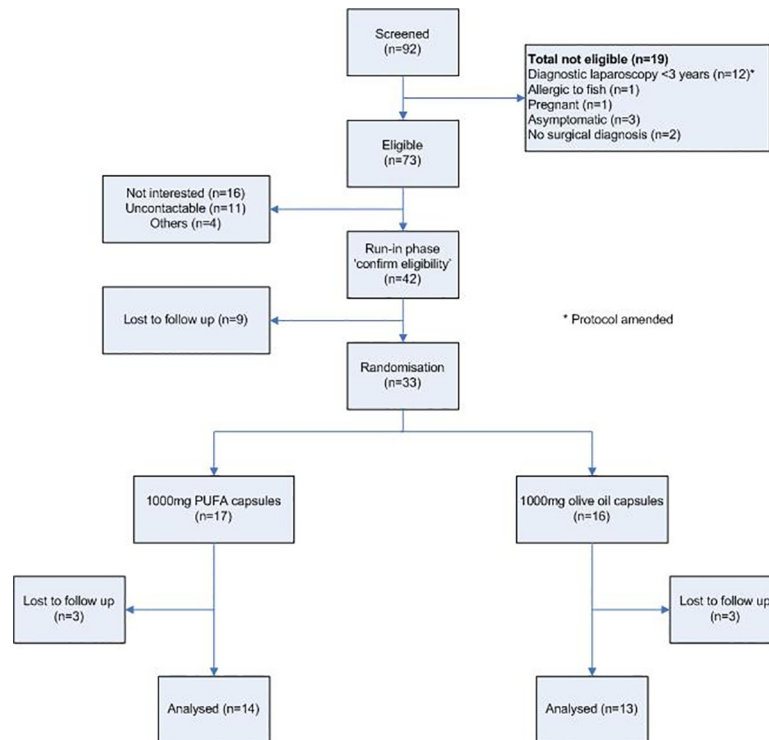 Screened
(n=92)
Total not eligible (n=19)
Diagnostic laparoscopy <3 years (n=12)*
Allergic to fish (n=1)
Pregnant (n=1)
Asymptomatic (n=3)
No surgical diagnosis (n=2)
Eligible
(n=73)
Not interested (n=16)
Uncontactable (n=11)
Others (n=4)
Run-in phase
'confirm eligibility'
(n=42)
Lost to follow up (n=9)
* Protocol amended
Randomisation
(n=33)
1000mg PUFA capsules
(n=17)
1000mg olive oil capsules
(n=16)
Lost to follow up
(n=3)
Lost to follow up
(n=3)
Analysed (n=14)
Analysed (n=13)